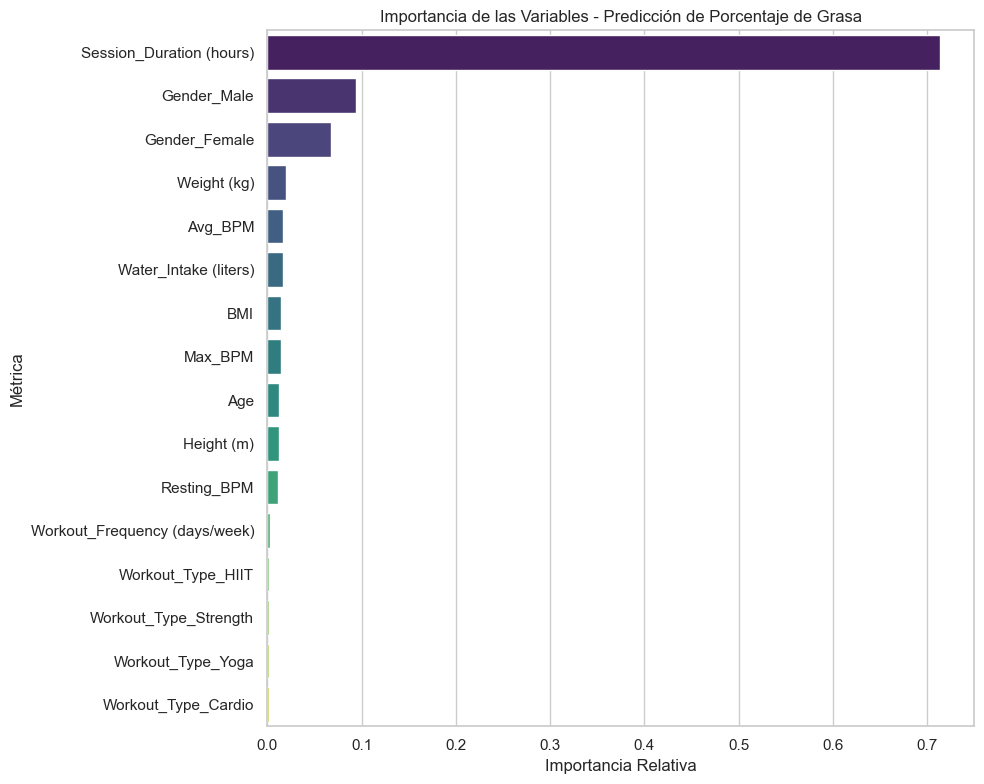 Importancia de las Variables - Predicción de Porcentaje de Grasa
Métrica
Session_Duration (hours)
Gender_Male
Gender_Female
Weight (kg)
Avg_BPM
Water_Intake (liters)
BMI
Max_BPM
Age
Height (m)
Resting_BPM
Workout_Frequency (days/week)
Workout_Type_HIIT
Workout_Type_Strength
Workout_Type_Yoga
Workout_Type_Cardio
0.0 0.1 0.2 0.3 0.4 0.5 0.6 0.7
Importancia Relativa